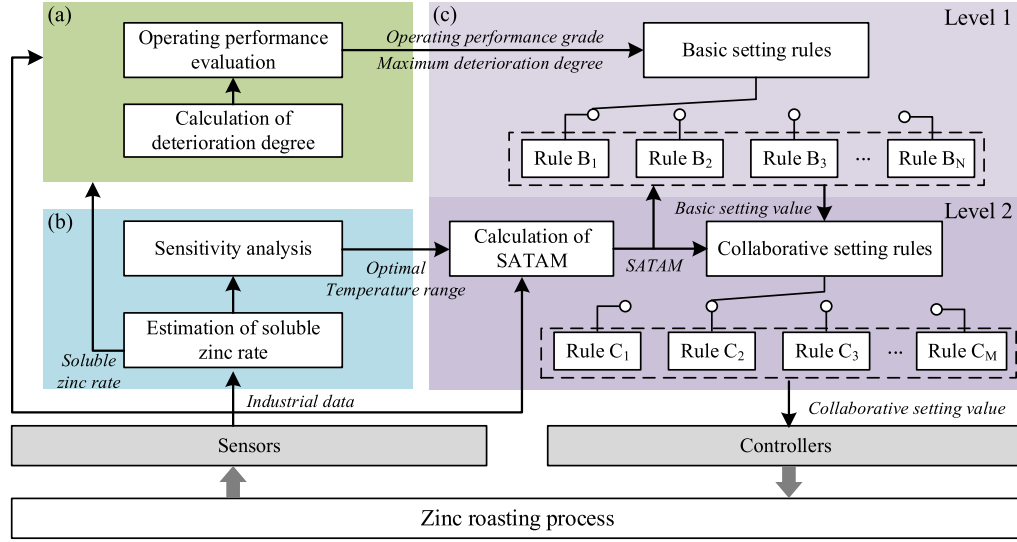 (a)
Operating performance
evaluation
Calculation of
deterioration degree
Operating performance grade
Maximum deterioration degree
(c)
Level 1
Basic setting rules
Rule B1
Rule B2
Rule B3
...
Rule BN
Basic setting value
(b)
Sensitivity analysis
Optimal
Temperature range
Estimation of soluble
zinc rate
Soluble
zinc rate
Industrial data
Level 2
Calculation of
SATAM
SATAM
Collaborative setting rules
Rule C1
Rule C2
Rule C3
...
Rule CM
Collaborative setting value
Sensors
Controllers
Zinc roasting process